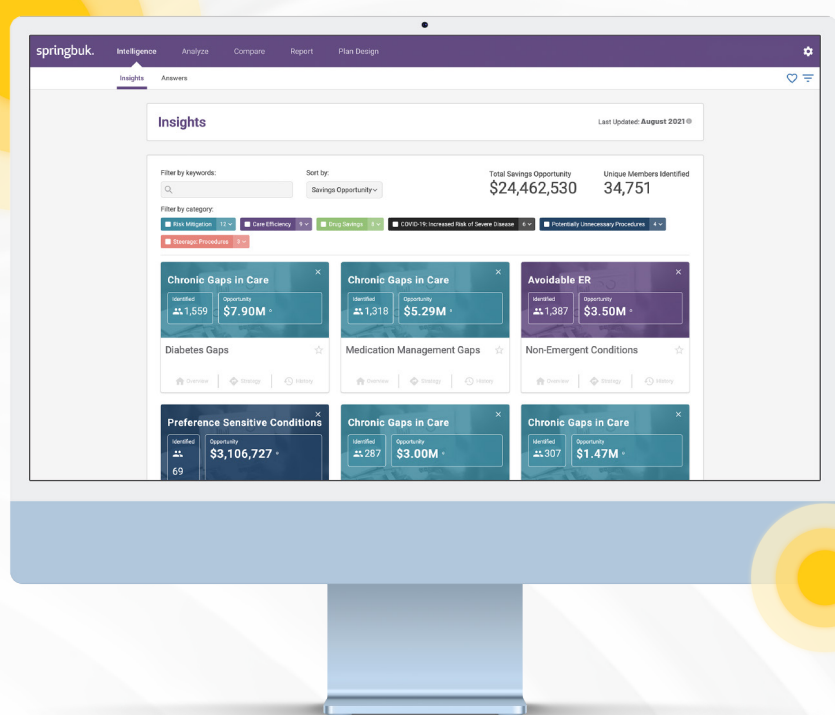 springbuk. Intelligence Analyze Compare Report Plan Design
Insights Answers
Insights Last Updated: August 2021
Filter by keywords: Sort by: Total Savings Opportunity Unique Members Identified
Savings Opportunity $24,462,530 34,751
Filter by category:
Risk Mitigation 12 Care Efficiency 9 Drug Savings 8 COVID-19: Increased Risk of Severe Disease 6 Potentially Unnecessary Procedures 4
Steerage: Procedures
Chronic Gaps in Care Chronic Gaps in Care Avoidable ER
Identified Opportunity Identified Opportunity Identified Opportunity
1,559 $7.90M 1,318 $5.29M 1,387 $3.50M
Diabetes Gaps Medication Management Gaps Non-Emergent Conditions
Overview Strategy History Overview Strategy History Overview Strategy History
Preference Sensitive Conditions Chronic Gaps in Care Chronic Gaps in Care
Identified Opportunity Identified Opportunity Identified Opportunity
$3,106,727 287 $3.00M 307 $1.47M
69